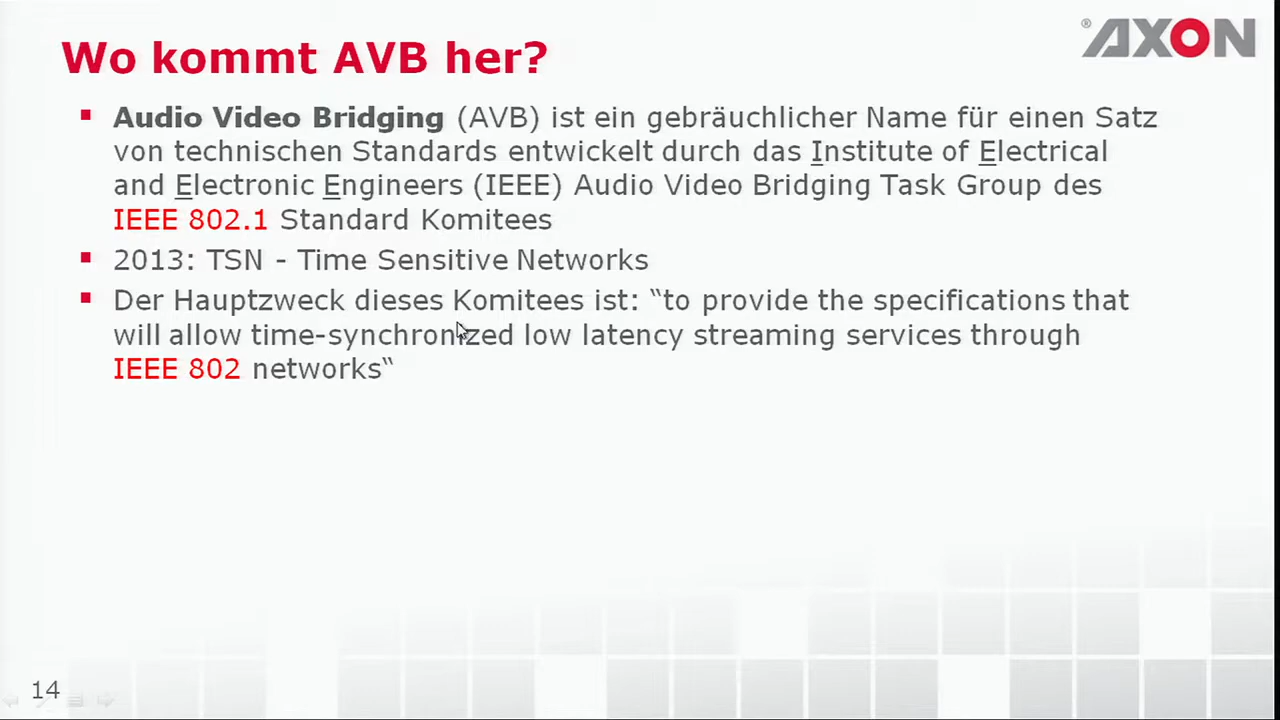 Wo kommt AVB her?
® AXON
Audio Video Bridging (AVB) ist ein gebräuchlicher Name für einen Satz
von technischen Standards entwickelt durch das Institute of Electrical
and Electronic Engineers (IEEE) Audio Video Bridging Task Group des
IEEE 802.1 Standard Komitees
2013: TSN - Time Sensitive Networks
Der Hauptzweck dieses Komitees ist: “to provide the specifications that
will allow time-synchronized low latency streaming services through
IEEE 802 networks“
14